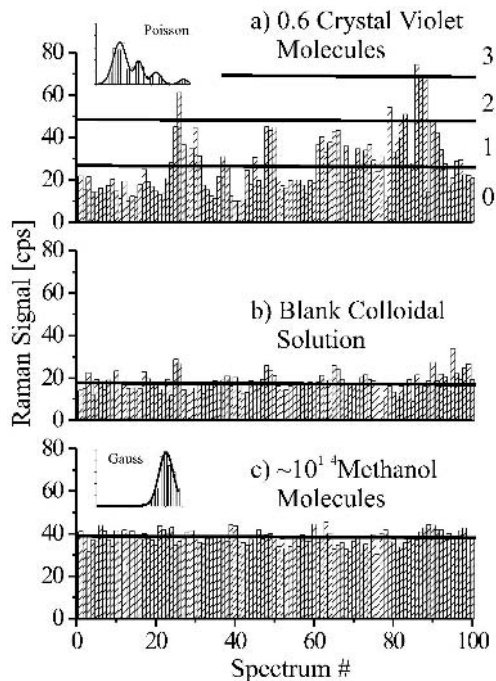 a) 0.6 Crystal Violet
Molecules
Poisson
80
60
40
20
0
3
2
1
0
Raman Signal [cps]
b) Blank Colloidal
Solution
80
60
40
20
0
c) ~10¹⁴Methanol
Molecules
Gauss
80
60
40
20
0
0 20 40 60 80 100
Spectrum #